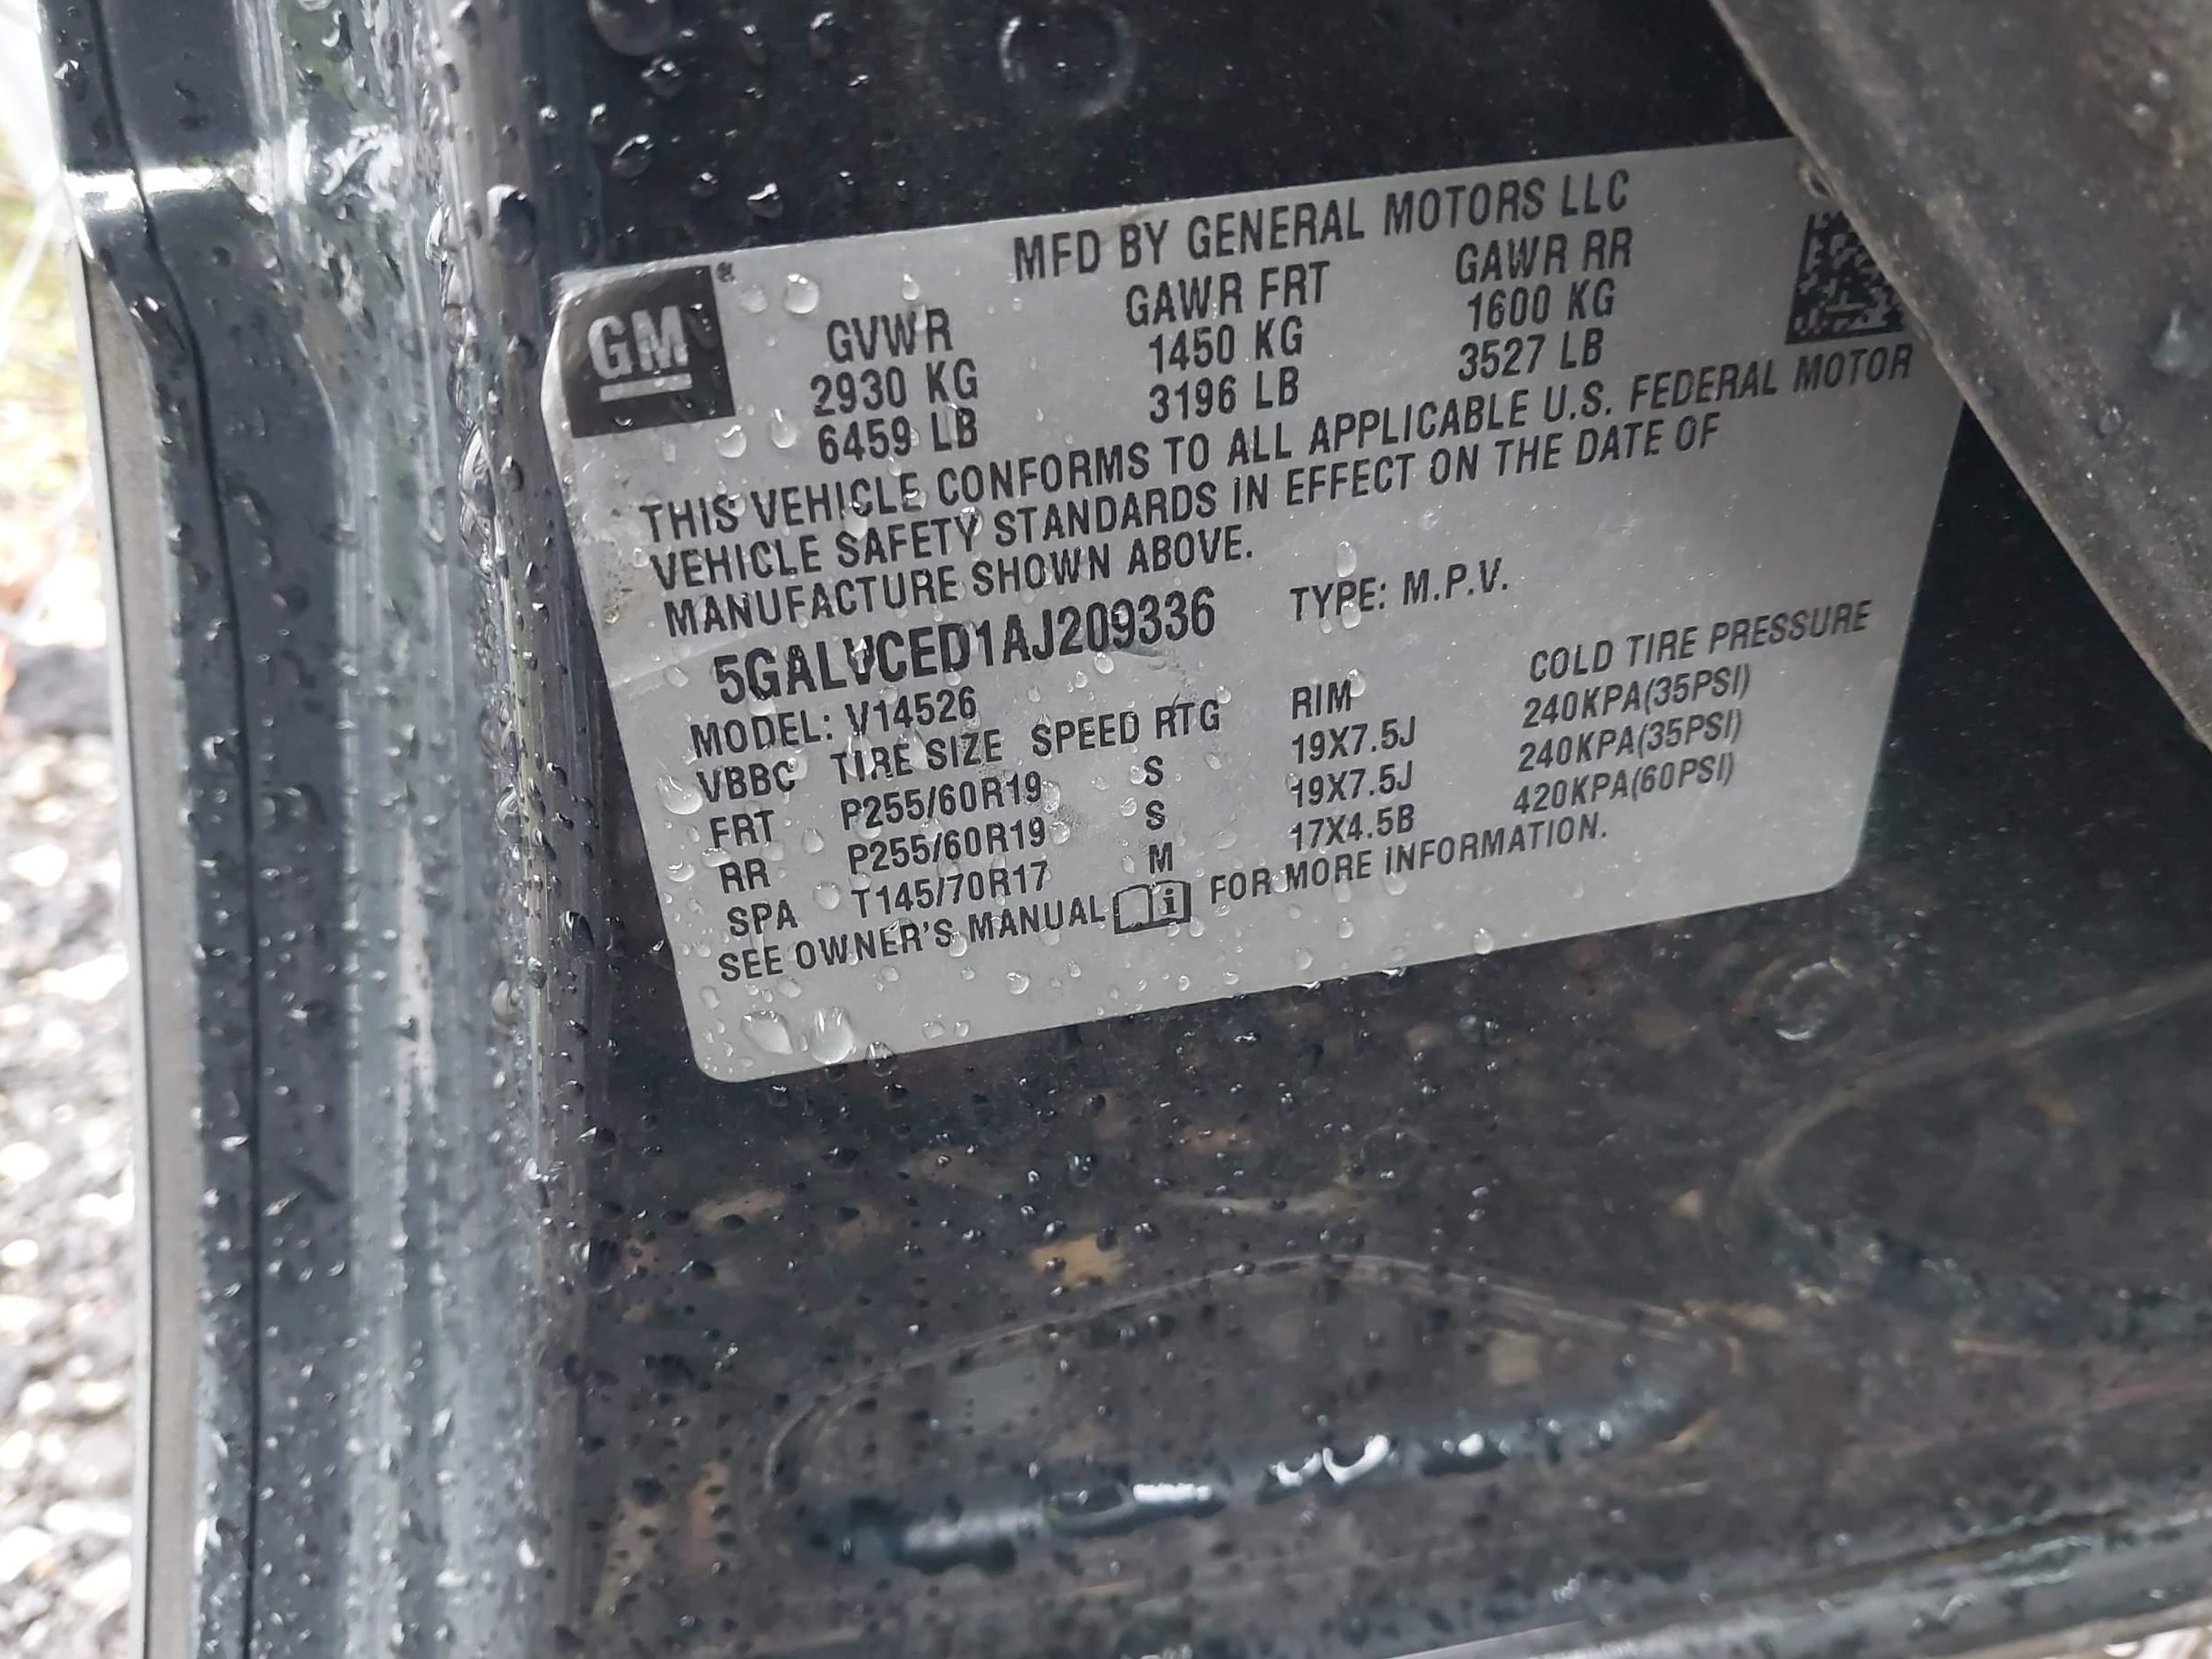 MFD BY GENERAL MOTORS LLC
GM®
GVWR GAWR FRT GAWR RR
2930 KG 1450 KG 1600 KG
6459 LB 3196 LB 3527 LB
THIS VEHICLE CONFORMS TO ALL APPLICABLE U.S. FEDERAL MOTOR
VEHICLE SAFETY STANDARDS IN EFFECT ON THE DATE OF
MANUFACTURE SHOWN ABOVE.
5GALVCED1AJ209336 TYPE: M.P.V.
MODEL: V14526
VBBC TIRE SIZE SPEED RTG RIM COLD TIRE PRESSURE
FRT P255/60R19 S 19X7.5J 240KPA(35PSI)
RR P255/60R19 S 19X7.5J 240KPA(35PSI)
SPA T145/70R17 M 17X4.5B 420KPA(60PSI)
SEE OWNER'S MANUAL FOR MORE INFORMATION.